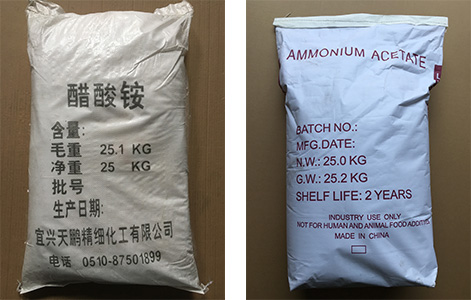 醋酸铵
含量:
毛重 25.1 KG
净重 25 KG
批号
生产日期:
宜兴天鹏精细化工有限公司
电话 0510-87501899
AMMONIUM ACETATE
L
BATCH NO.:
MFG.DATE:
N.W.: 25.0 KG
G.W.: 25.2 KG
SHELF LIFE: 2 YEARS
INDUSTRY USE ONLY
NOT FOR HUMAN AND ANIMAL FOOD ADDITIVE
MADE IN CHINA